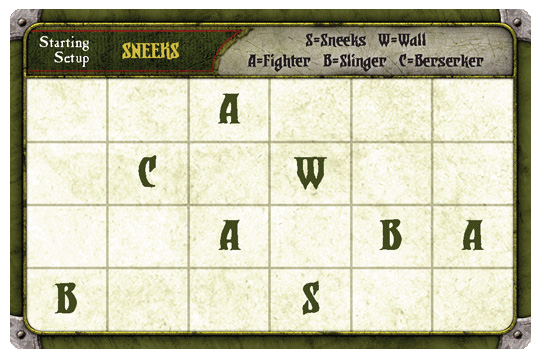 Starting Setup
SNEEKS
S=Sneeks W=Wall
A=Fighter B=Slinger C=Berserker
A
C W
A B A
B S